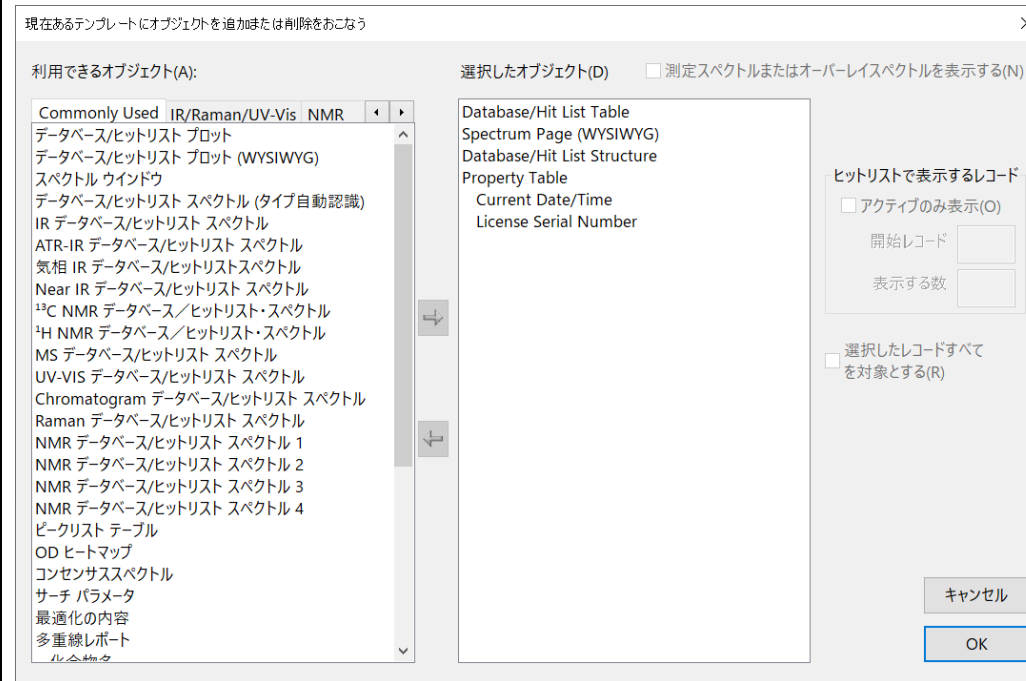 現在あるテンプレートにオブジェクトを追加または削除をおこなう
利用できるオブジェクト(A):
Commonly Used IR/Raman/UV-Vis NMR
データベース/ヒットリスト プロット
データベース/ヒットリスト プロット (WYSIWYG)
スペクトル ウインドウ
データベース/ヒットリスト スペクトル (タイプ自動認識)
IR データベース/ヒットリスト スペクトル
ATR-IR データベース/ヒットリスト スペクトル
気相 IR データベース/ヒットリストスペクトル
Near IR データベース/ヒットリスト スペクトル
¹³C NMR データベース／ヒットリスト・スペクトル
¹H NMR データベース／ヒットリスト・スペクトル
MS データベース/ヒットリスト スペクトル
UV-VIS データベース/ヒットリスト スペクトル
Chromatogram データベース/ヒットリスト スペクトル
Raman データベース/ヒットリスト スペクトル
NMR データベース/ヒットリスト スペクトル 1
NMR データベース/ヒットリスト スペクトル 2
NMR データベース/ヒットリスト スペクトル 3
NMR データベース/ヒットリスト スペクトル 4
ピークリスト テーブル
OD ヒートマップ
コンセンサススペクトル
サーチ パラメータ
最適化の内容
多重線レポート
選択したオブジェクト(D)
測定スペクトルまたはオーバーレイスペクトルを表示する(N)
Database/Hit List Table
Spectrum Page (WYSIWYG)
Database/Hit List Structure
Property Table
Current Date/Time
License Serial Number
ヒットリストで表示するレコード
アクティブのみ表示(O)
開始レコード
表示する数
選択したレコードすべて
を対象とする(R)
キャンセル
OK